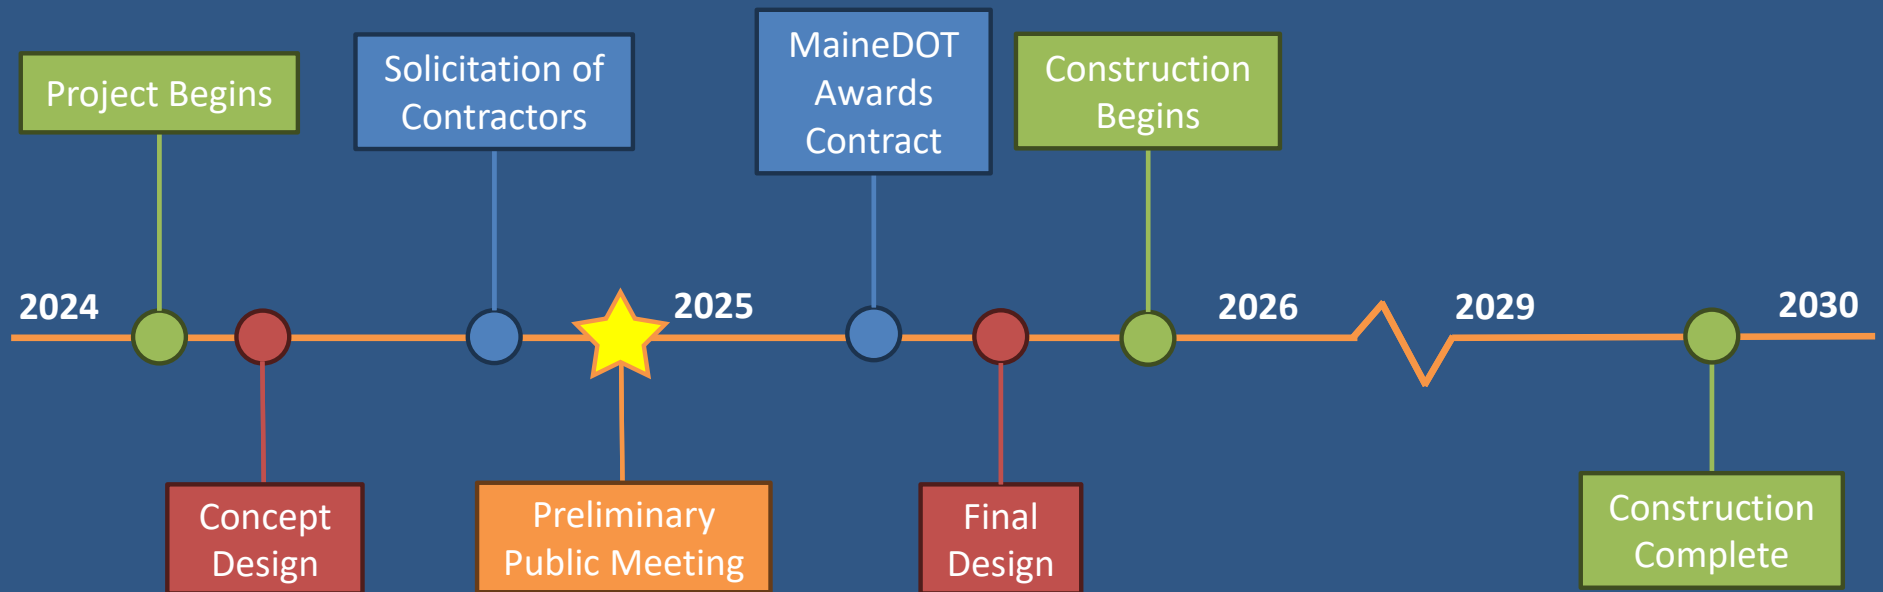 Project Begins
Solicitation of
Contractors
MaineDOT
Awards
Contract
Construction
Begins
2024
2025
2026
2029
2030
Concept
Design
Preliminary
Public Meeting
Final
Design
Construction
Complete